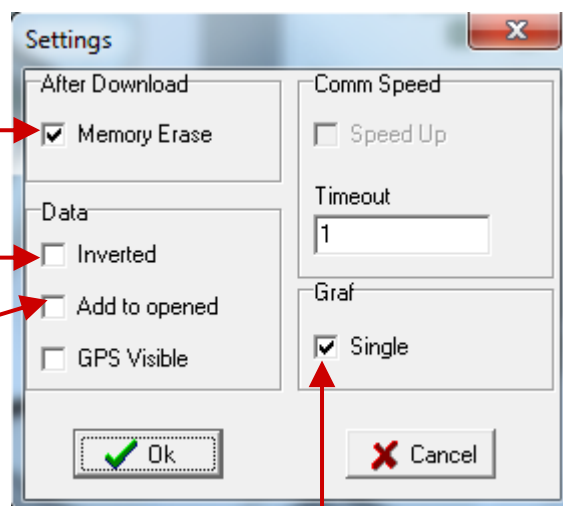 Settings
After Download
Memory Erase
Data
Inverted
Add to opened
GPS Visible
Comm Speed
Speed Up
Timeout
1
Graf
Single
Ok
Cancel